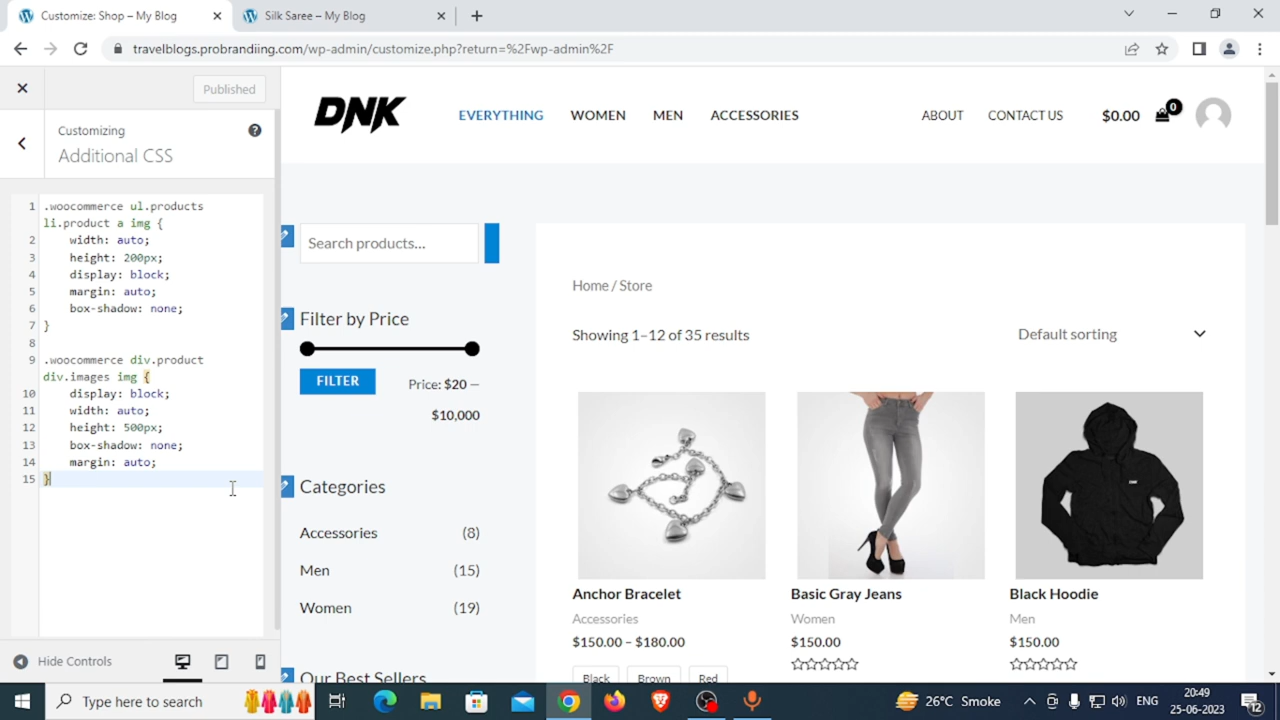 Customize: Shop – My Blog
Silk Saree – My Blog
travelblogs.probrandiing.com/wp-admin/customize.php?return=%2Fwp-admin%2F
Published
Customizing
Additional CSS
1 .woocommerce ul.products
li.product a img {
2 width: auto;
3 height: 200px;
4 display: block;
5 margin: auto;
6 box-shadow: none;
7 }
8
9 .woocommerce div.product
div.images img {
10 display: block;
11 width: auto;
12 height: 500px;
13 box-shadow: none;
14 margin: auto;
15 }
Hide Controls
DNK
EVERYTHING WOMEN MEN ACCESSORIES ABOUT CONTACT US $0.00 0
Search products...
Filter by Price
FILTER
Price: $20 —
$10,000
Categories
Accessories (8)
Men (15)
Women (19)
Our Best Sellers
Home / Store
Showing 1–12 of 35 results
Default sorting
Anchor Bracelet
Accessories
$150.00 – $180.00
Black Brown Red
Basic Gray Jeans
Women
$150.00
DNK
Black Hoodie
Men
$150.00
Type here to search
26°C Smoke
ENG
20:49
25-06-2023
12